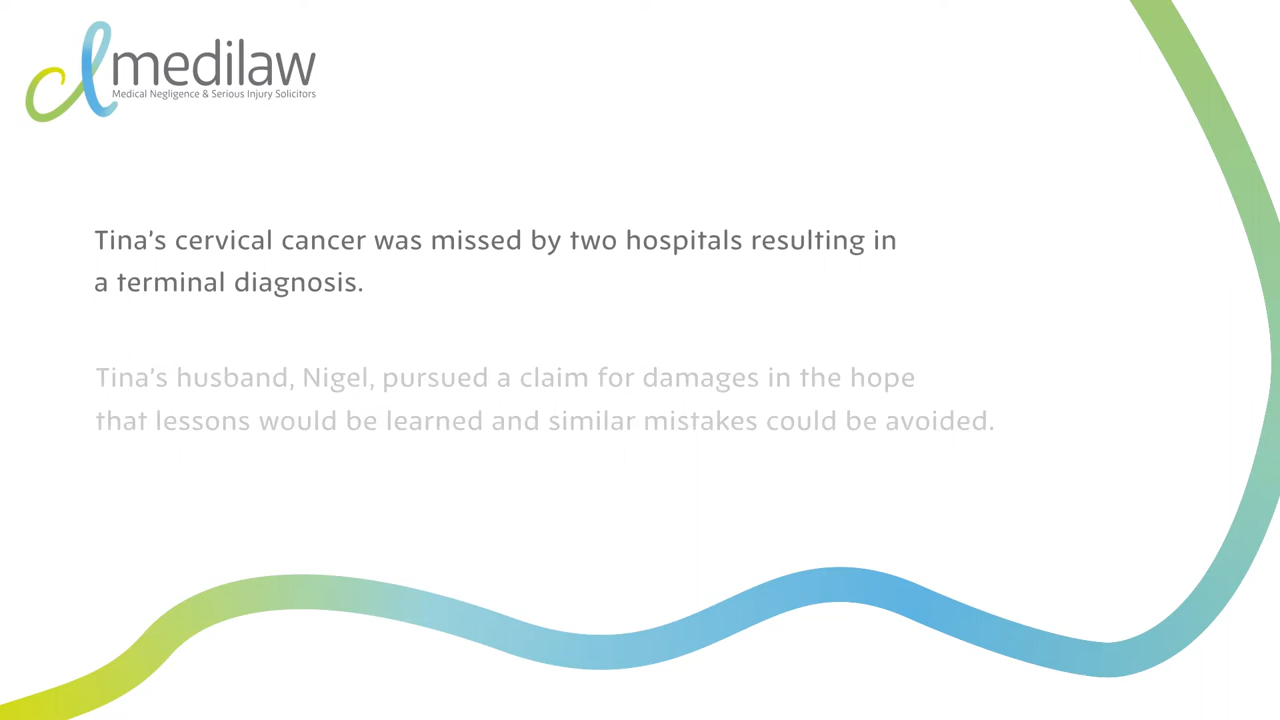 medilaw
Medical Negligence & Serious Injury Solicitors
Tina's cervical cancer was missed by two hospitals resulting in
a terminal diagnosis.
Tina's husband, Nigel, pursued a claim for damages in the hope
that lessons would be learned and similar mistakes could be avoided.